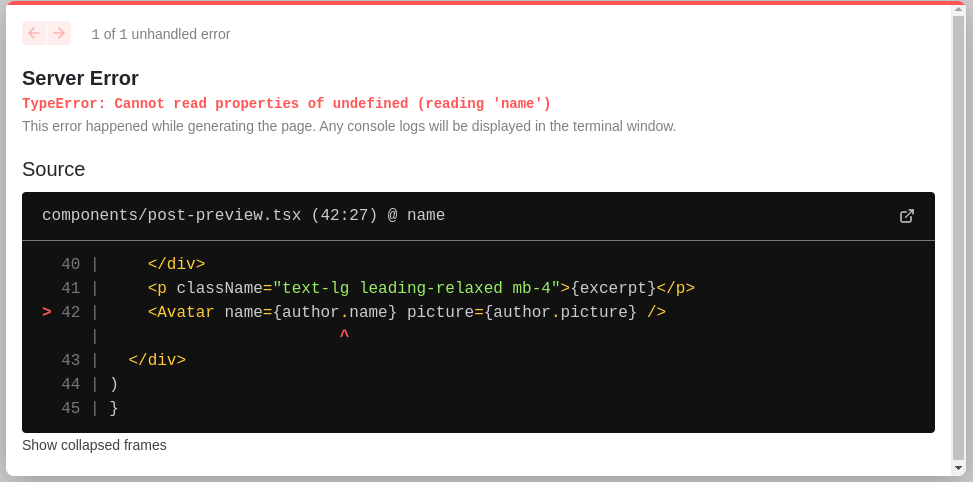 1 of 1 unhandled error
Server Error
TypeError: Cannot read properties of undefined (reading 'name')
This error happened while generating the page. Any console logs will be displayed in the terminal window.
Source
components/post-preview.tsx (42:27) @ name
40 |     </div>
41 |     <p className="text-lg leading-relaxed mb-4">{excerpt}</p>
> 42 |     <Avatar name={author.name} picture={author.picture} />
|                         ^
43 |   </div>
44 | )
45 | }
Show collapsed frames